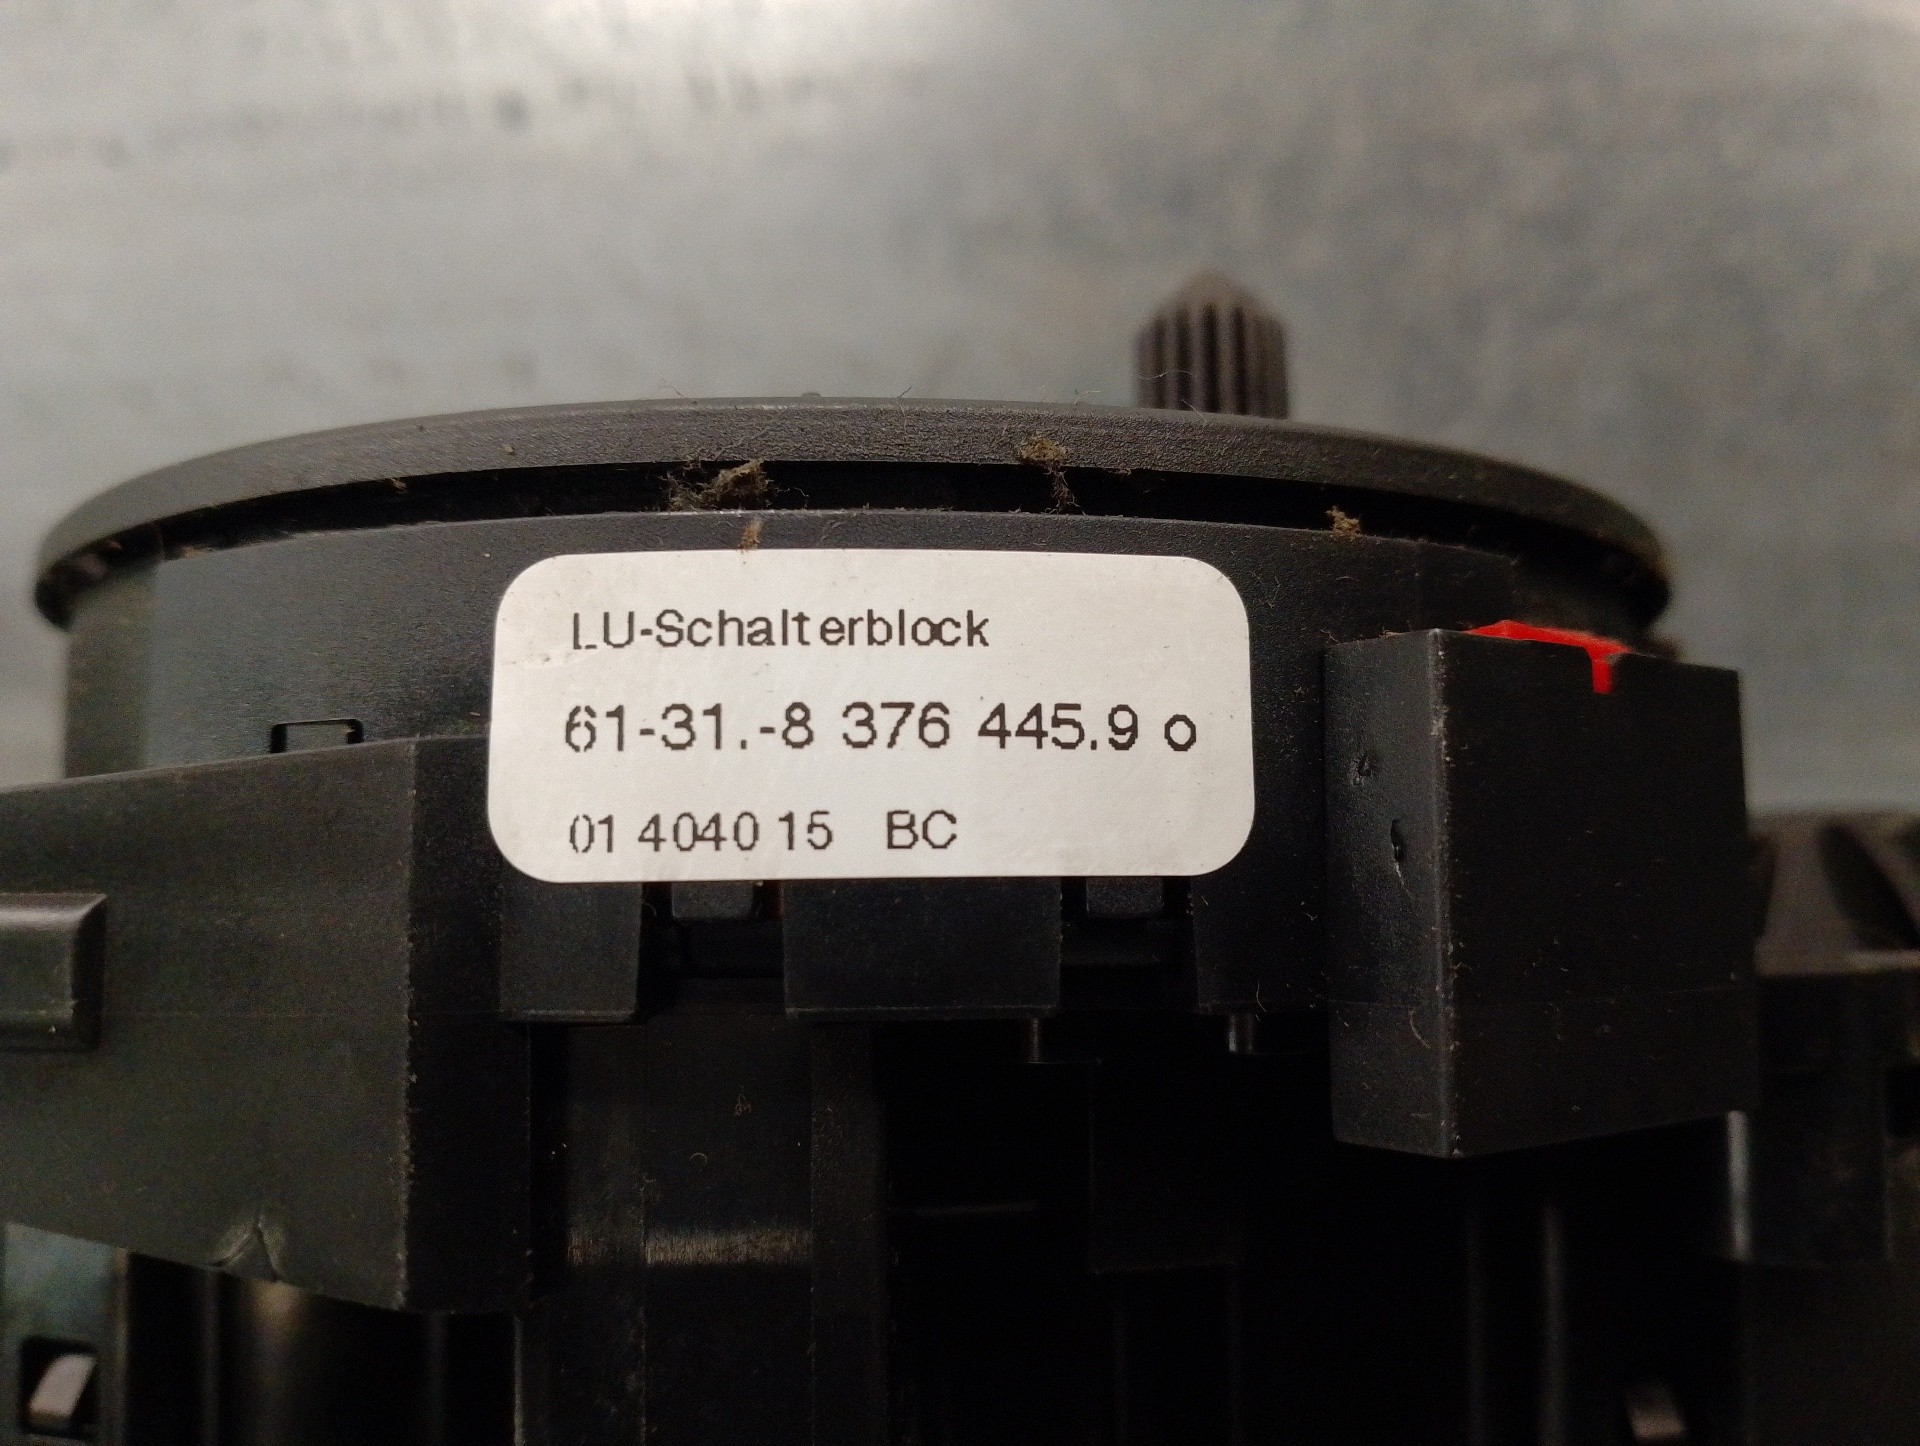 LU-Schalterblock
61-31.-8 376 445.9 o
01 4040 15 BC